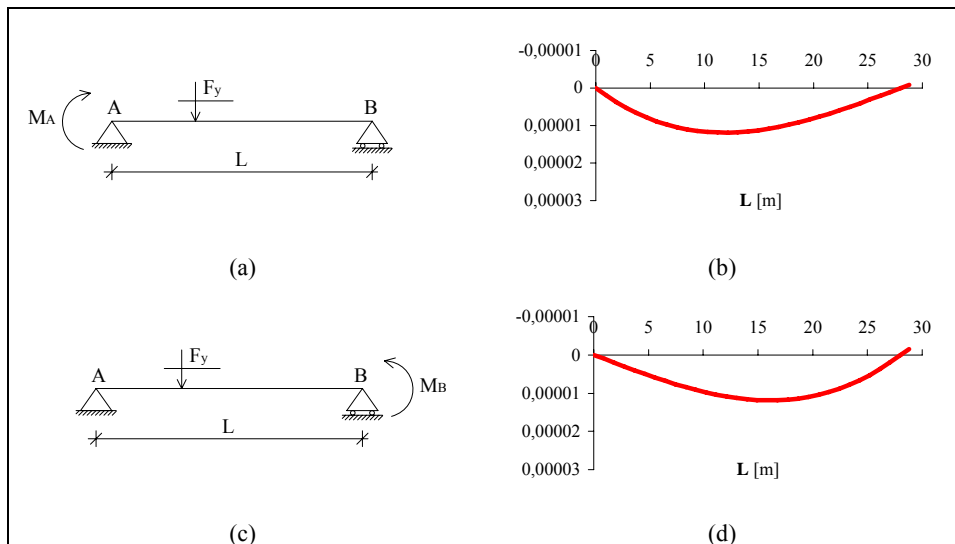 Fy
A
B
MA
L
(a)
-0,00001
0 5 10 15 20 25 30
0
0,00001
0,00002
0,00003
L [m]
(b)
Fy
A
B
MB
L
(c)
-0,00001
0 5 10 15 20 25 30
0
0,00001
0,00002
0,00003
L [m]
(d)